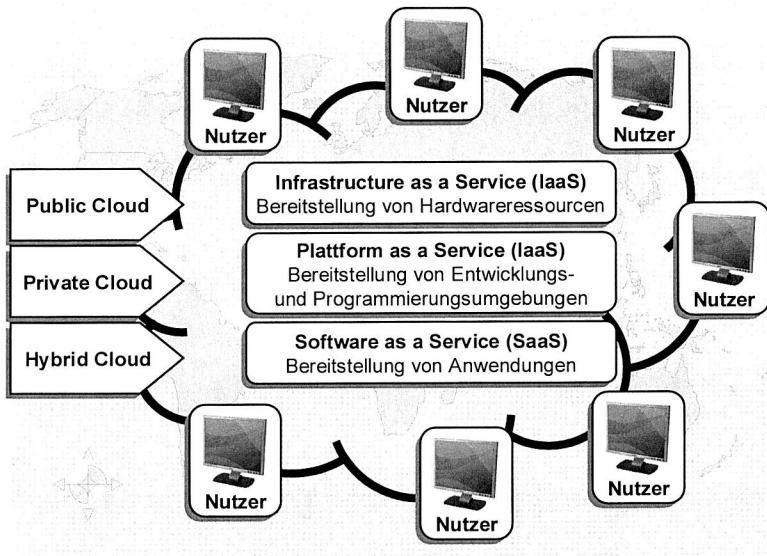 Nutzer
Nutzer
Nutzer
Public Cloud
Private Cloud
Hybrid Cloud
Infrastructure as a Service (IaaS)
Bereitstellung von Hardwareressourcen
Plattform as a Service (IaaS)
Bereitstellung von Entwicklungs-
und Programmierungsumgebungen
Software as a Service (SaaS)
Bereitstellung von Anwendungen
Nutzer
Nutzer
Nutzer
Nutzer